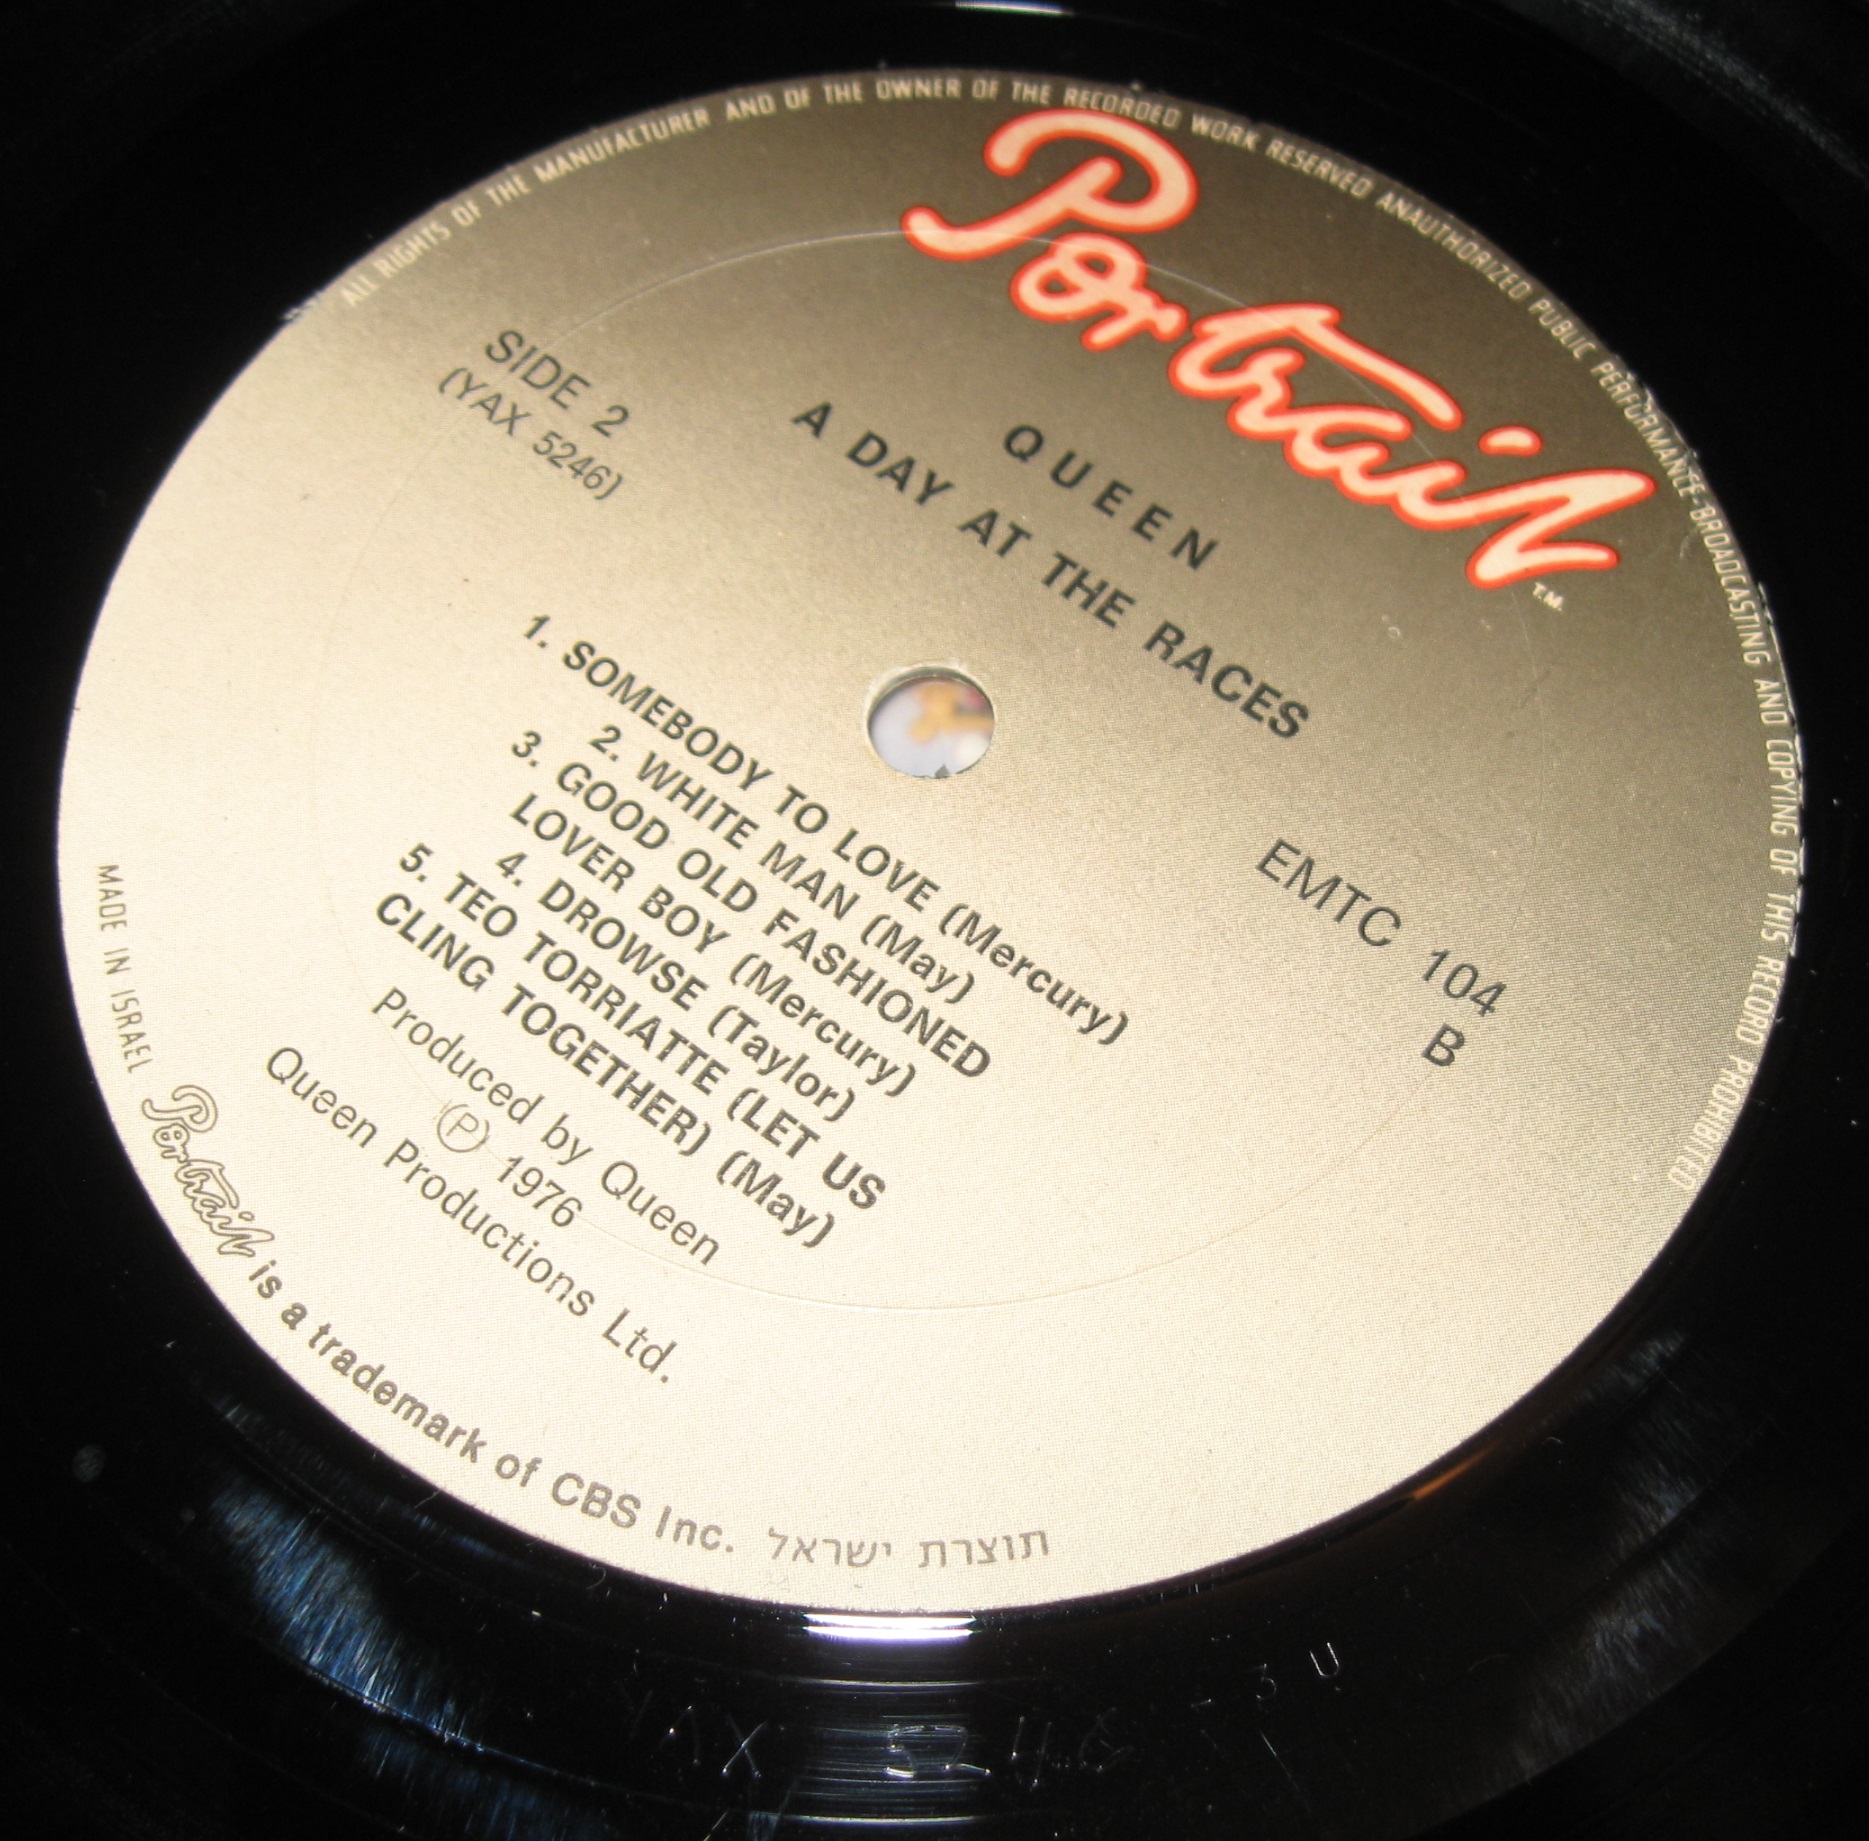 ALL RIGHTS OF THE MANUFACTURER AND OF THE OWNER OF THE RECORDED WORK RESERVED ANAUTHORIZED PUBLIC PERFORMANCE-BROADCASTING AND COPYING OF THIS RECORD PROHIBITED
Portrait
T.M.
SIDE 2
(YAX 5246)
QUEEN
A DAY AT THE RACES
EMTC 104
B
1. SOMEBODY TO LOVE (Mercury)
2. WHITE MAN (May)
3. GOOD OLD FASHIONED
LOVER BOY (Mercury)
4. DROWSE (Taylor)
5. TEO TORRIATTE (LET US
CLING TOGETHER) (May)
Produced by Queen
(P) 1976
Queen Productions Ltd.
MADE IN ISRAEL
Portrait is a trademark of CBS Inc. תוצרת ישראל
YAX 5246 - 3 U